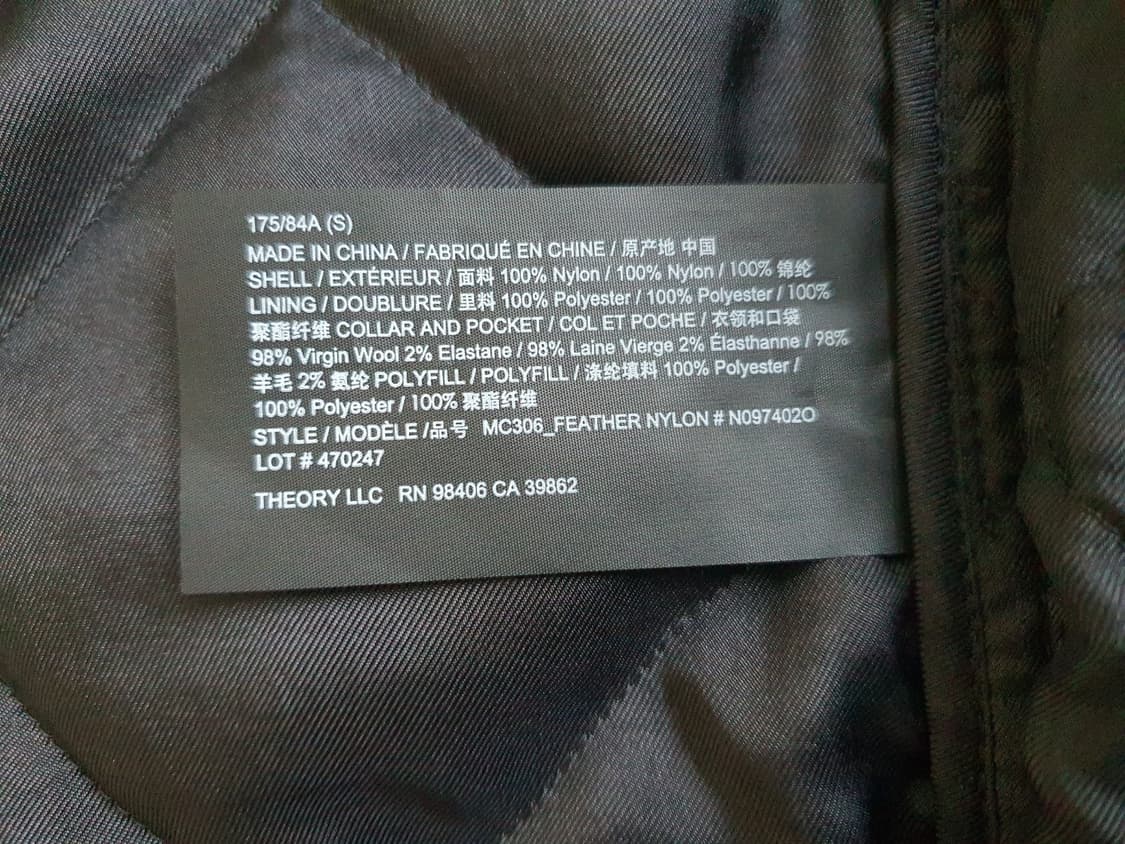 175/84A (S)
MADE IN CHINA / FABRIQUÉ EN CHINE / 原产地 中国
SHELL / EXTÉRIEUR / 面料 100% Nylon / 100% Nylon / 100% 锦纶
LINING / DOUBLURE / 里料 100% Polyester / 100% Polyester / 100%
聚酯纤维 COLLAR AND POCKET / COL ET POCHE / 衣领和口袋
98% Virgin Wool 2% Elastane / 98% Laine Vierge 2% Élasthanne / 98%
羊毛 2% 氨纶 POLYFILL / POLYFILL / 涤纶填料 100% Polyester /
100% Polyester / 100% 聚酯纤维
STYLE / MODÈLE /品号 MC306_FEATHER NYLON # N097402O
LOT # 470247
THEORY LLC RN 98406 CA 39862